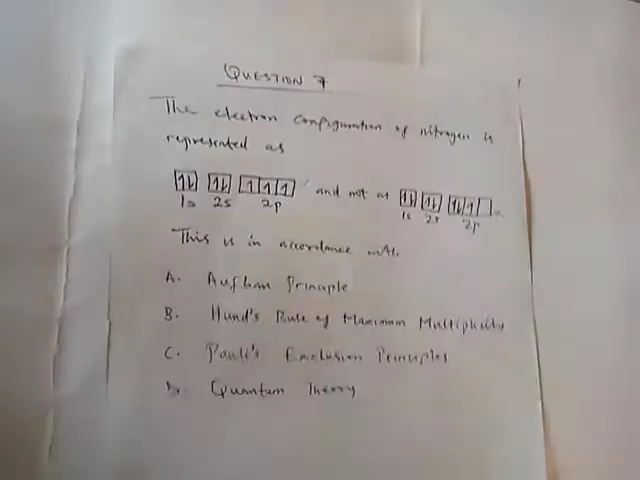 QUESTION 7
The electron configuration of nitrogen is
represented as
[↑↓] [↑↓] [↑|↑|↑] and not as [↑↓] [↑↓] [↑↓|↑| ].
1s 2s 2p 1s 2s 2p
This is in accordance with
A. Aufbau Principle
B. Hund's Rule of Maximum Multiplicity
C. Pauli's Exclusion Principles
D. Quantum Theory